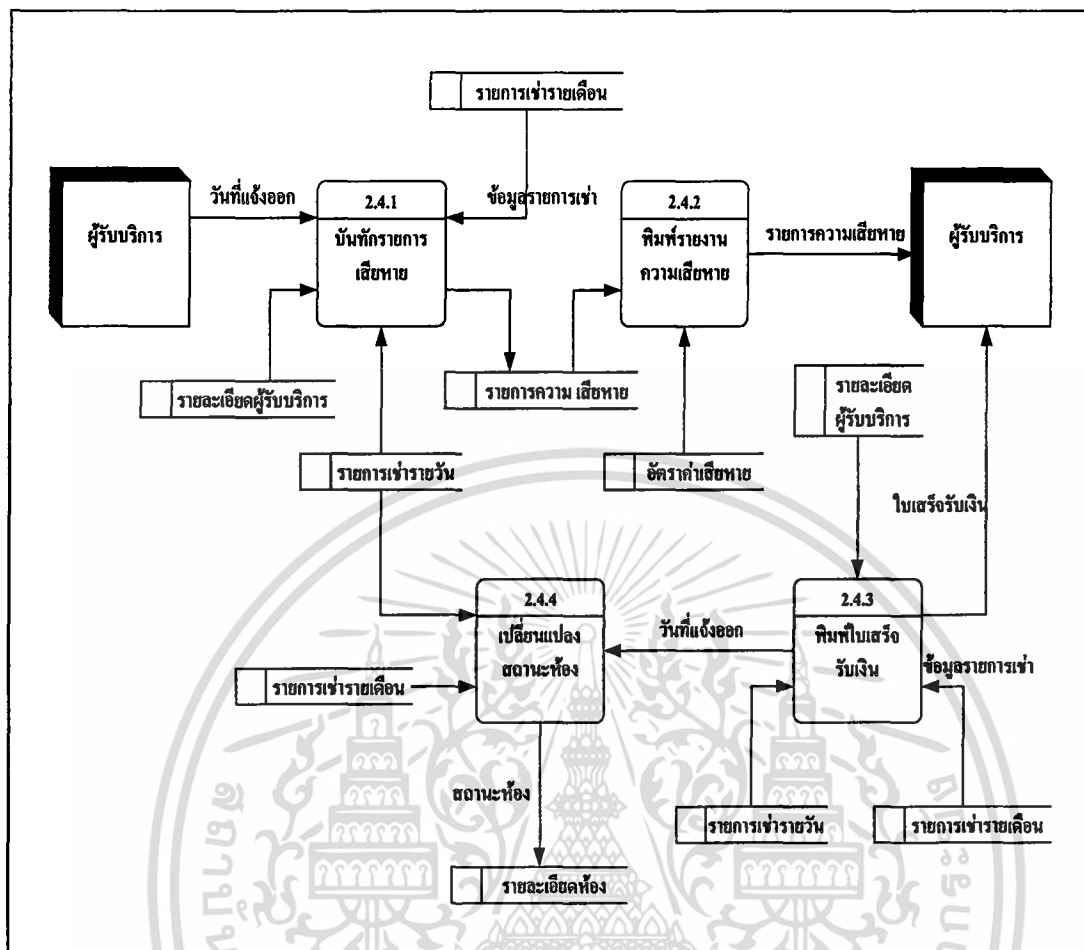 รายการเช่ารายเดือน
ผู้รับบริการ
วันที่แจ้งออก
2.4.1
บันทึกรายการ
เสียหาย
ข้อมูลรายการเช่า
2.4.2
พิมพ์รายงาน
ความเสียหาย
รายการความเสียหาย
ผู้รับบริการ
รายละเอียดผู้รับบริการ
รายการความ เสียหาย
รายละเอียด
ผู้รับบริการ
รายการเช่ารายวัน
อัตราค่าเสียหาย
ใบเสร็จรับเงิน
2.4.4
เปลี่ยนแปลง
สถานะห้อง
วันที่แจ้งออก
2.4.3
พิมพ์ใบเสร็จ
รับเงิน
ข้อมูลรายการเช่า
รายการเช่ารายเดือน
สถานะห้อง
รายการเช่ารายวัน
รายการเช่ารายเดือน
รายละเอียดห้อง